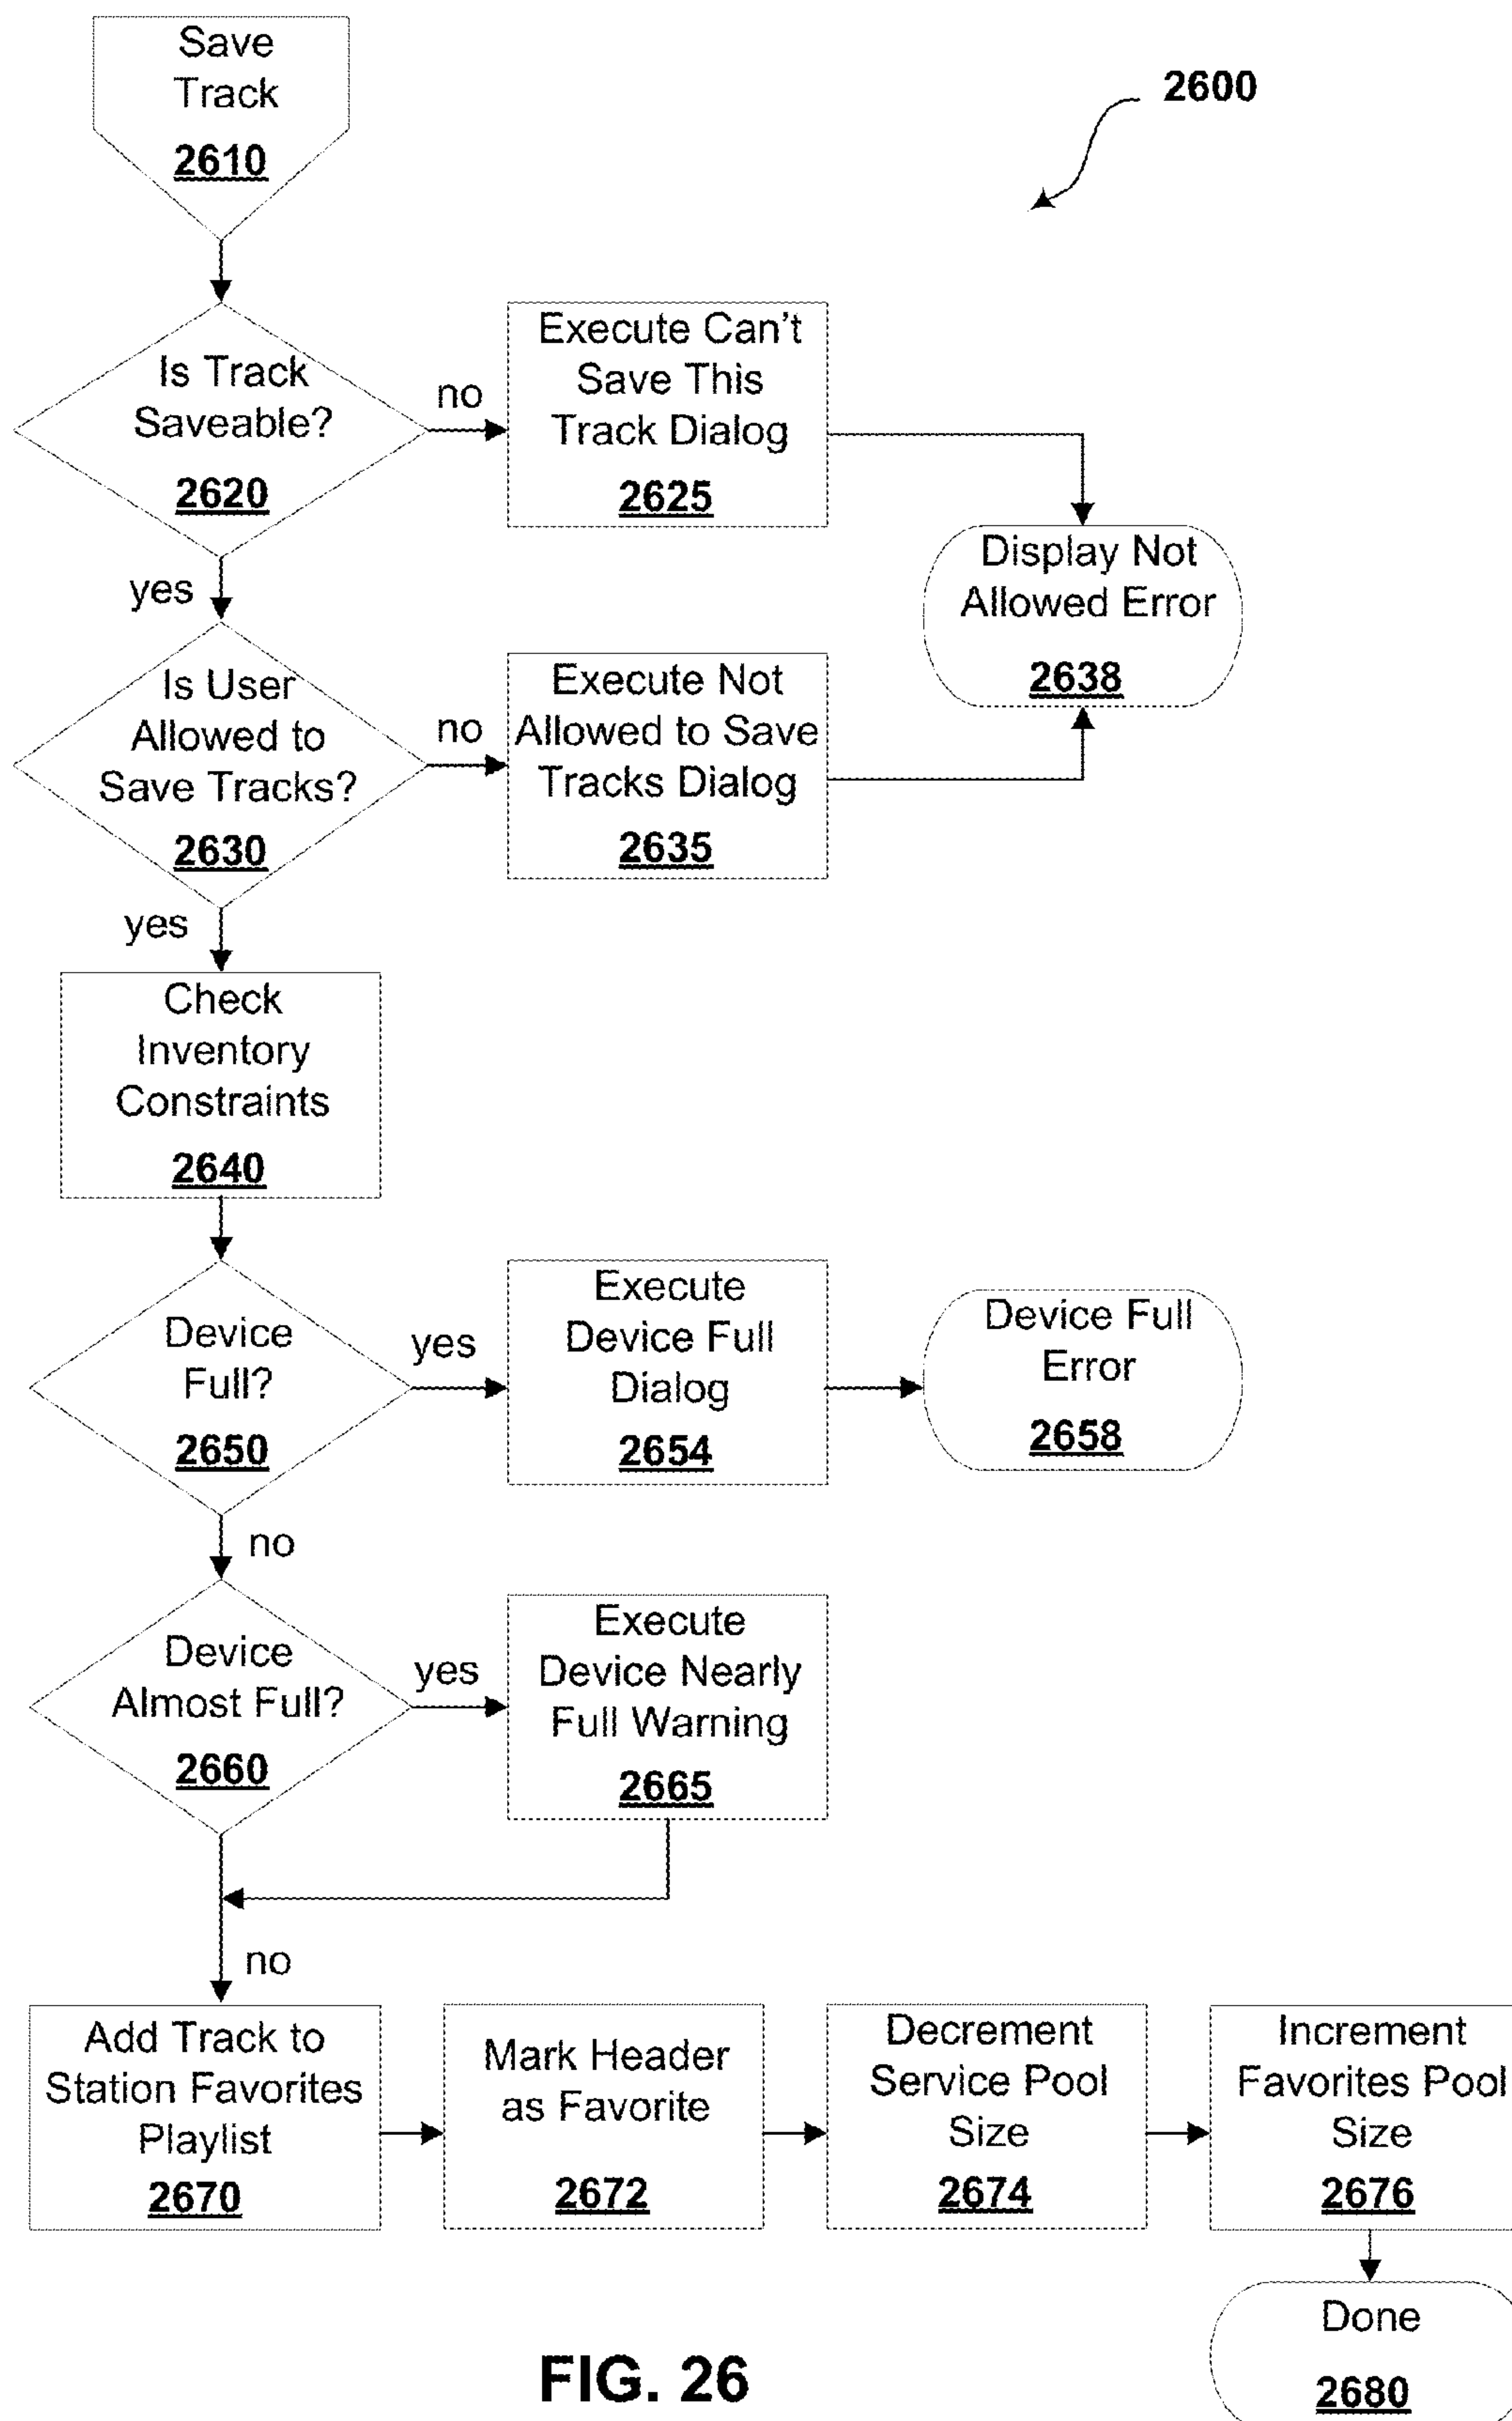 Save
Track
2610
2600
Is Track
Saveable?
2620
no
Execute Can't
Save This
Track Dialog
2625
Display Not
Allowed Error
2638
yes
Is User
Allowed to
Save Tracks?
2630
no
Execute Not
Allowed to Save
Tracks Dialog
2635
yes
Check
Inventory
Constraints
2640
Device
Full?
2650
yes
Execute
Device Full
Dialog
2654
Device Full
Error
2658
no
Device
Almost Full?
2660
yes
Execute
Device Nearly
Full Warning
2665
no
Add Track to
Station Favorites
Playlist
2670
Mark Header
as Favorite
2672
Decrement
Service Pool
Size
2674
Increment
Favorites Pool
Size
2676
Done
2680
FIG. 26